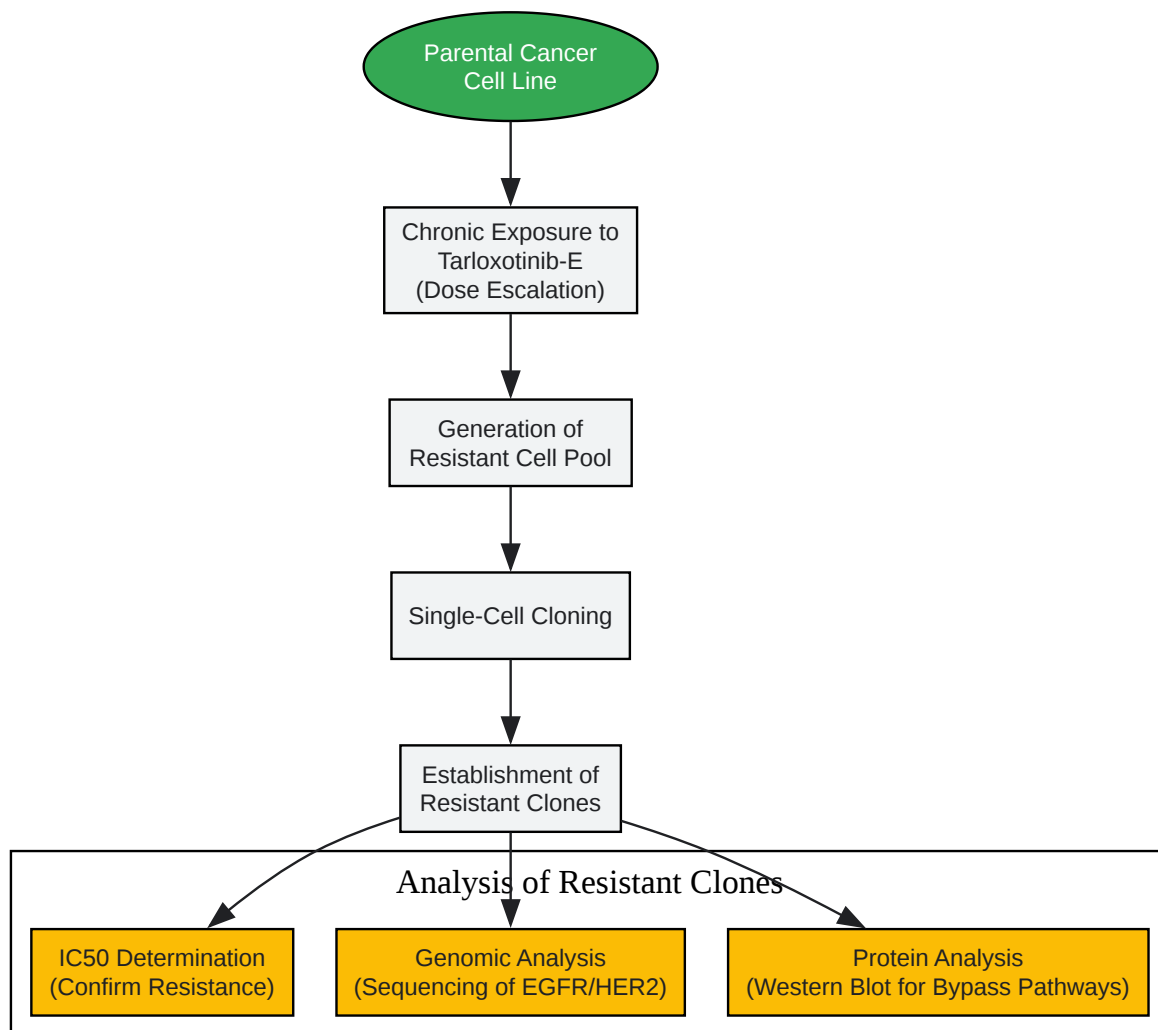 Parental Cancer
Cell Line
Chronic Exposure to
Tarloxotinib-E
(Dose Escalation)
Generation of
Resistant Cell Pool
Single-Cell Cloning
Establishment of
Resistant Clones
Analysis of Resistant Clones
IC50 Determination
(Confirm Resistance)
Genomic Analysis
(Sequencing of EGFR/HER2)
Protein Analysis
(Western Blot for Bypass Pathways)